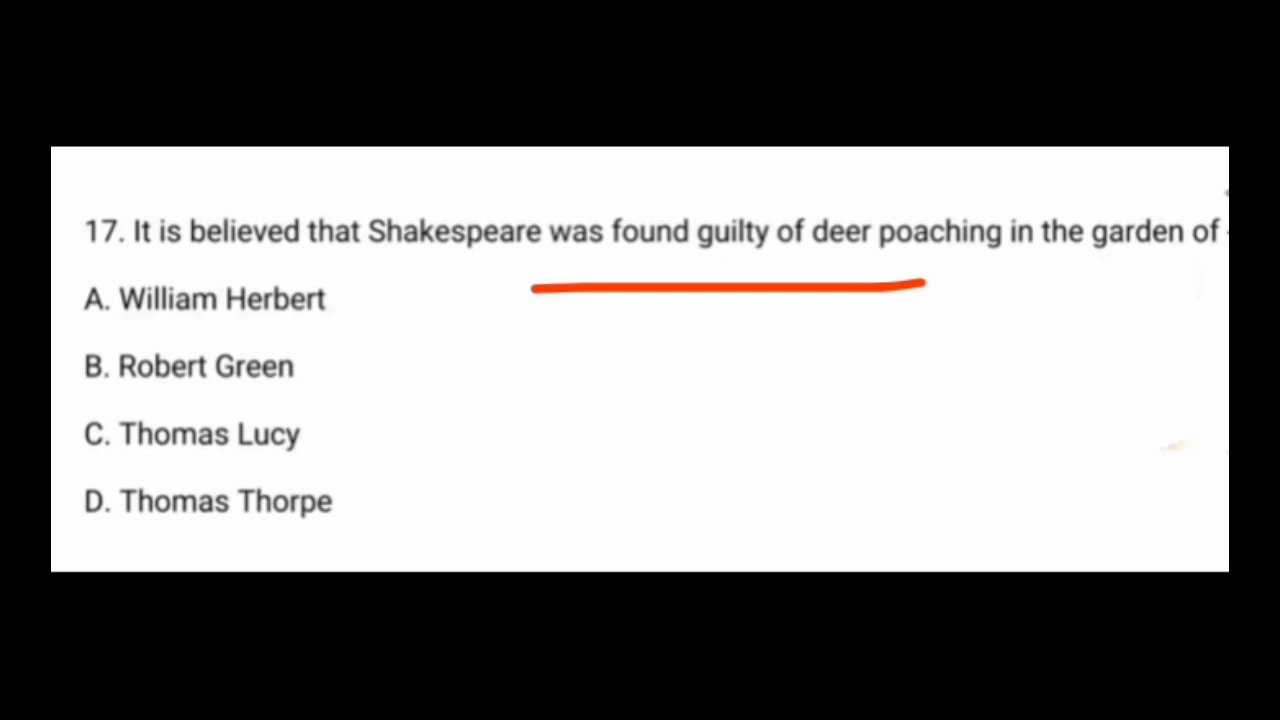 17. It is believed that Shakespeare was found guilty of deer poaching in the garden of
A. William Herbert
B. Robert Green
C. Thomas Lucy
D. Thomas Thorpe